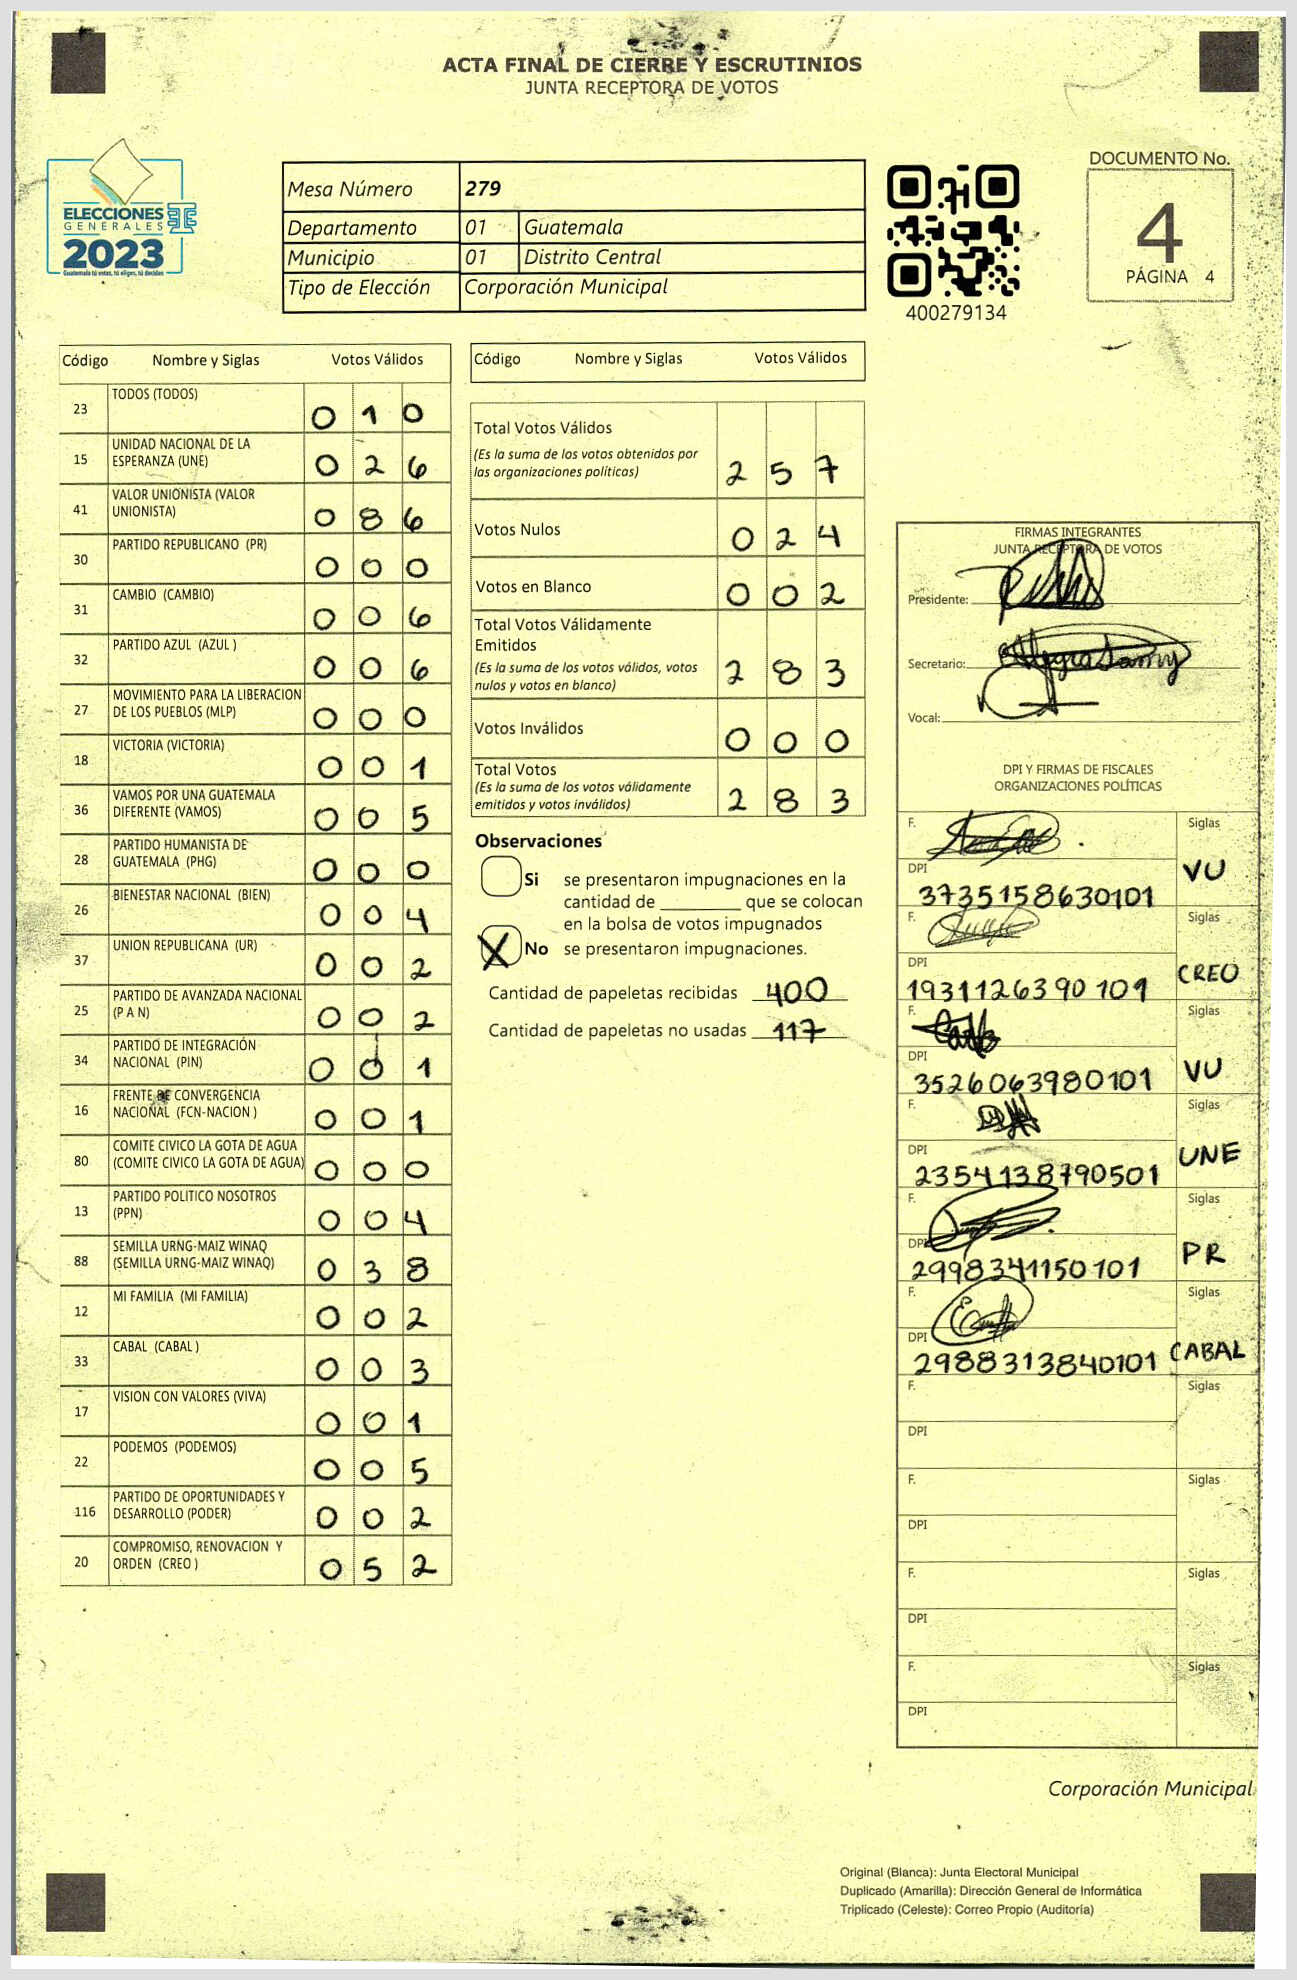 ACTA FINAL DE CIERRE Y ESCRUTINIOS
JUNTA RECEPTORA DE VOTOS
ELECCIONES
GENERALES
2023
Guatemala tú votas, tú eliges, tú decides
Mesa Número 279
Departamento 01 Guatemala
Municipio 01 Distrito Central
Tipo de Elección Corporación Municipal
400279134
DOCUMENTO No.
4
PÁGINA 4
Código Nombre y Siglas Votos Válidos
23 TODOS (TODOS) 0 1 0
15 UNIDAD NACIONAL DE LA
ESPERANZA (UNE) 0 2 6
41 VALOR UNIONISTA (VALOR
UNIONISTA) 0 8 6
30 PARTIDO REPUBLICANO (PR) 0 0 0
31 CAMBIO (CAMBIO) 0 0 6
32 PARTIDO AZUL (AZUL ) 0 0 6
27 MOVIMIENTO PARA LA LIBERACION
DE LOS PUEBLOS (MLP) 0 0 0
18 VICTORIA (VICTORIA) 0 0 1
36 VAMOS POR UNA GUATEMALA
DIFERENTE (VAMOS) 0 0 5
28 PARTIDO HUMANISTA DE
GUATEMALA (PHG) 0 0 0
26 BIENESTAR NACIONAL (BIEN) 0 0 4
37 UNION REPUBLICANA (UR) 0 0 2
25 PARTIDO DE AVANZADA NACIONAL
(P A N) 0 0 2
34 PARTIDO DE INTEGRACIÓN
NACIONAL (PIN) 0 0 1
16 FRENTE DE CONVERGENCIA
NACIONAL (FCN-NACION ) 0 0 1
80 COMITE CIVICO LA GOTA DE AGUA
(COMITE CIVICO LA GOTA DE AGUA) 0 0 0
13 PARTIDO POLITICO NOSOTROS
(PPN) 0 0 4
88 SEMILLA URNG-MAIZ WINAQ
(SEMILLA URNG-MAIZ WINAQ) 0 3 8
12 MI FAMILIA (MI FAMILIA) 0 0 2
33 CABAL (CABAL ) 0 0 3
17 VISION CON VALORES (VIVA) 0 0 1
22 PODEMOS (PODEMOS) 0 0 5
116 PARTIDO DE OPORTUNIDADES Y
DESARROLLO (PODER) 0 0 2
20 COMPROMISO, RENOVACION Y
ORDEN (CREO ) 0 5 2
Código Nombre y Siglas Votos Válidos
Total Votos Válidos
(Es la suma de los votos obtenidos por
las organizaciones políticas) 2 5 7
Votos Nulos 0 2 4
Votos en Blanco 0 0 2
Total Votos Válidamente
Emitidos
(Es la suma de los votos válidos, votos
nulos y votos en blanco) 2 8 3
Votos Inválidos 0 0 0
Total Votos
(Es la suma de los votos válidamente
emitidos y votos inválidos) 2 8 3
Observaciones
Si se presentaron impugnaciones en la
cantidad de ________ que se colocan
en la bolsa de votos impugnados
X No se presentaron impugnaciones.
Cantidad de papeletas recibidas 400
Cantidad de papeletas no usadas 117
FIRMAS INTEGRANTES
JUNTA RECEPTORA DE VOTOS
Presidente:
Secretario:
Vocal:
DPI Y FIRMAS DE FISCALES
ORGANIZACIONES POLÍTICAS
F. Siglas
VU
DPI 3735158630101
F. Siglas
CREO
DPI 1931126390101
F. Siglas
VU
DPI 3526063980101
F. Siglas
UNE
DPI 2354138790501
F. Siglas
PR
DPI 2998341150101
F. Siglas
CABAL
DPI 2988313840101
F. Siglas
DPI
F. Siglas
DPI
F. Siglas
DPI
F. Siglas
DPI
Corporación Municipal
Original (Blanca): Junta Electoral Municipal
Duplicado (Amarilla): Dirección General de Informática
Triplicado (Celeste): Correo Propio (Auditoría)